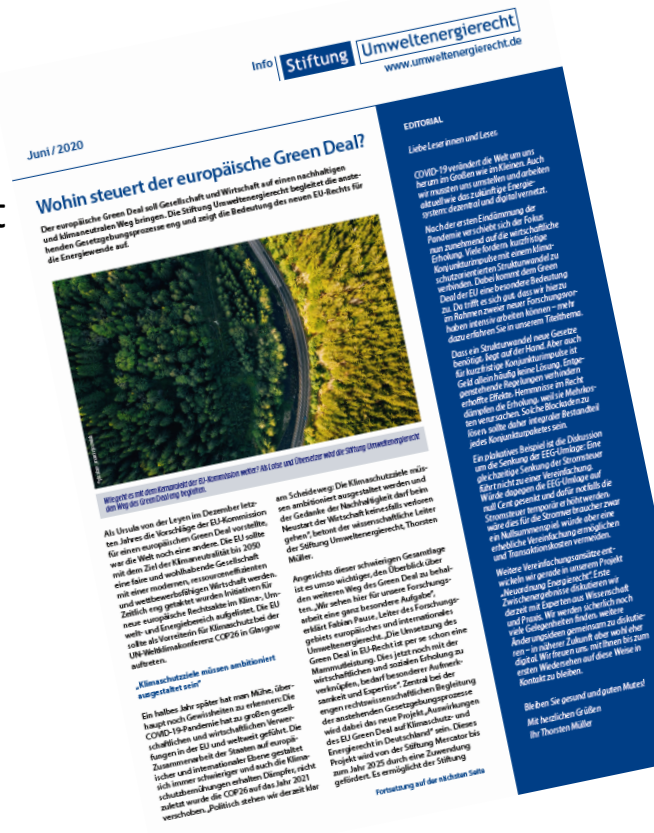 t
Info | Stiftung Umweltenergierecht
www.umweltenergierecht.de
Juni / 2020
Wohin steuert der europäische Green Deal?
Der europäische Green Deal soll Gesellschaft und Wirtschaft auf einen nachhaltigen
und klimaneutralen Weg bringen. Die Stiftung Umweltenergierecht begleitet die anste-
henden Gesetzgebungsprozesse eng und zeigt die Bedeutung des neuen EU-Rechts für
die Energiewende auf.
Wie geht es mit dem Kernprojekt der EU-Kommission weiter? Als Lotse und Übersetzer wird die Stiftung Umweltenergierecht
den Weg des Green Deal eng begleiten.
Als Ursula von der Leyen im Dezember letz-
ten Jahres die Vorschläge der EU-Kommission
für einen europäischen Green Deal vorstellte,
war die Welt noch eine andere. Die EU sollte
mit dem Ziel der Klimaneutralität bis 2050
eine faire und wohlhabende Gesellschaft
mit einer modernen, ressourceneffizienten
und wettbewerbsfähigen Wirtschaft werden.
Zeitlich eng getaktet wurden Initiativen für
neue europäische Rechtsakte im Klima-, Um-
welt- und Energiebereich aufgelistet. Die EU
sollte als Vorreiterin für Klimaschutz bei der
UN-Weltklimakonferenz COP26 in Glasgow
auftreten.
„Klimaschutzziele müssen ambitioniert
ausgestaltet sein“
Ein halbes Jahr später hat man Mühe, über-
haupt noch Gewissheiten zu erkennen: Die
COVID-19-Pandemie hat zu großen gesell-
schaftlichen und wirtschaftlichen Verwer-
fungen in der EU und weltweit geführt. Die
Zusammenarbeit der Staaten auf europä-
ischer und internationaler Ebene gestaltet
sich immer schwieriger und auch die Klima-
schutzbemühungen erhalten Dämpfer, nicht
zuletzt wurde die COP26 auf das Jahr 2021
verschoben. „Politisch stehen wir derzeit klar
am Scheideweg: Die Klimaschutzziele müs-
sen ambitioniert ausgestaltet werden und
der Gedanke der Nachhaltigkeit darf beim
Neustart der Wirtschaft keinesfalls verloren
gehen“, betont der wissenschaftliche Leiter
der Stiftung Umweltenergierecht, Thorsten
Müller.
Angesichts dieser schwierigen Gesamtlage
ist es umso wichtiger, den Überblick über
den weiteren Weg des Green Deal zu behal-
ten. „Wir sehen hier für unsere Forschungs-
arbeit eine ganz besondere Aufgabe“,
erklärt Fabian Pause, Leiter des Forschungs-
gebiets europäisches und internationales
Umweltenergierecht. „Die Umsetzung des
Green Deal in EU-Recht ist per se schon eine
Mammutleistung. Dies jetzt noch mit der
wirtschaftlichen und sozialen Erholung zu
verknüpfen, bedarf besonderer Aufmerk-
samkeit und Expertise“. Zentral bei der
engen rechtswissenschaftlichen Begleitung
der anstehenden Gesetzgebungsprozesse
wird dabei das neue Projekt „Auswirkungen
des EU Green Deal auf Klimaschutz- und
Energierecht in Deutschland“ sein. Dieses
Projekt wird von der Stiftung Mercator bis
zum Jahr 2025 durch eine Zuwendung
gefördert. Es ermöglicht der Stiftung
Fortsetzung auf der nächsten Seite
EDITORIAL
Liebe Leserinnen und Leser,
COVID-19 verändert die Welt um uns
herum im Großen wie im Kleinen. Auch
wir mussten uns umstellen und arbeiten
aktuell wie das zukünftige Energie-
system: dezentral und digital vernetzt.
Nach der ersten Eindämmung der
Pandemie verschiebt sich der Fokus
nun zunehmend auf die wirtschaftliche
Erholung. Viele fordern, kurzfristige
Konjunkturimpulse mit einem klima-
schutzorientierten Strukturwandel zu
verbinden. Dabei kommt dem Green
Deal der EU eine besondere Bedeutung
zu. Da trifft es sich gut, dass wir hierzu
im Rahmen zweier neuer Forschungsvor-
haben intensiv arbeiten können – mehr
dazu erfahren Sie in unserem Titelthema.
Dass ein Strukturwandel neue Gesetze
benötigt, liegt auf der Hand. Aber auch
für kurzfristige Konjunkturimpulse ist
Geld allein häufig keine Lösung. Entge-
genstehende Regelungen verhindern
erhoffte Effekte, Hemmnisse im Recht
dämpfen die Erholung, weil sie Mehrkos-
ten verursachen. Solche Blockaden zu
lösen, sollte daher integraler Bestandteil
jedes Konjunkturpaketes sein.
Ein plakatives Beispiel ist die Diskussion
um die Senkung der EEG-Umlage: Eine
gleichzeitige Senkung der Stromsteuer
führt nicht zu einer Vereinfachung.
Würde dagegen die EEG-Umlage auf
null Cent gesenkt und dafür notfalls die
Stromsteuer temporär höht werden,
wäre dies für die Stromverbraucher zwar
ein Nullsummenspiel, würde aber eine
erhebliche Vereinfachung ermöglichen
und Transaktionskosten vermeiden.
Weitere Vereinfachungsansätze ent-
wickeln wir gerade in unserem Projekt
„Neuordnung Energierecht“. Erste
Zwischenergebnisse diskutieren wir
derzeit mit Experten aus Wissenschaft
und Praxis. Wir werden sicherlich noch
viele Gelegenheiten finden, weitere
Änderungsideen gemeinsam zu diskutie-
ren – in näherer Zukunft aber wohl eher
digital. Wir freuen uns, mit Ihnen bis zum
ersten Wiedersehen auf diese Weise in
Kontakt zu bleiben.
Bleiben Sie gesund und guten Mutes!
Mit herzlichen Grüßen
Ihr Thorsten Müller